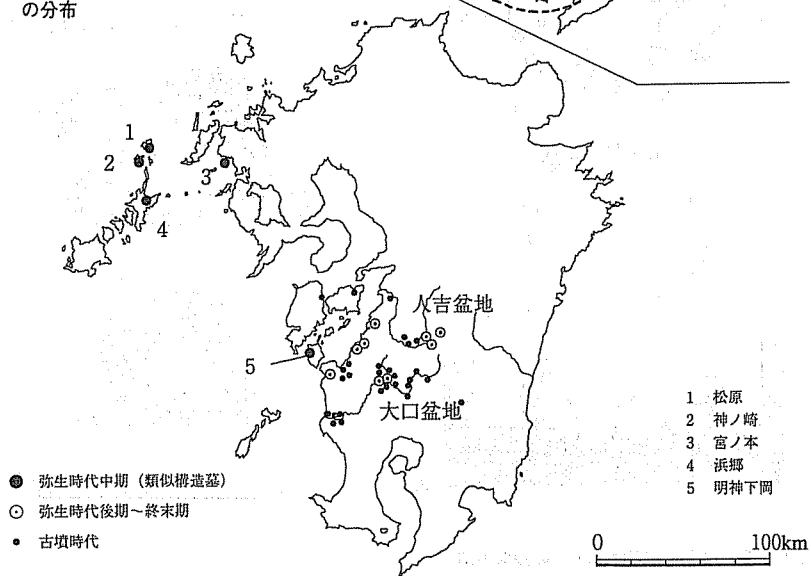 の分布
1
2
3
4
5
人吉盆地
大口盆地
1 松原
2 神ノ崎
3 宮ノ本
4 浜郷
5 明神下岡
弥生時代中期（類似構造墓）
弥生時代後期〜終末期
古墳時代
0 100km